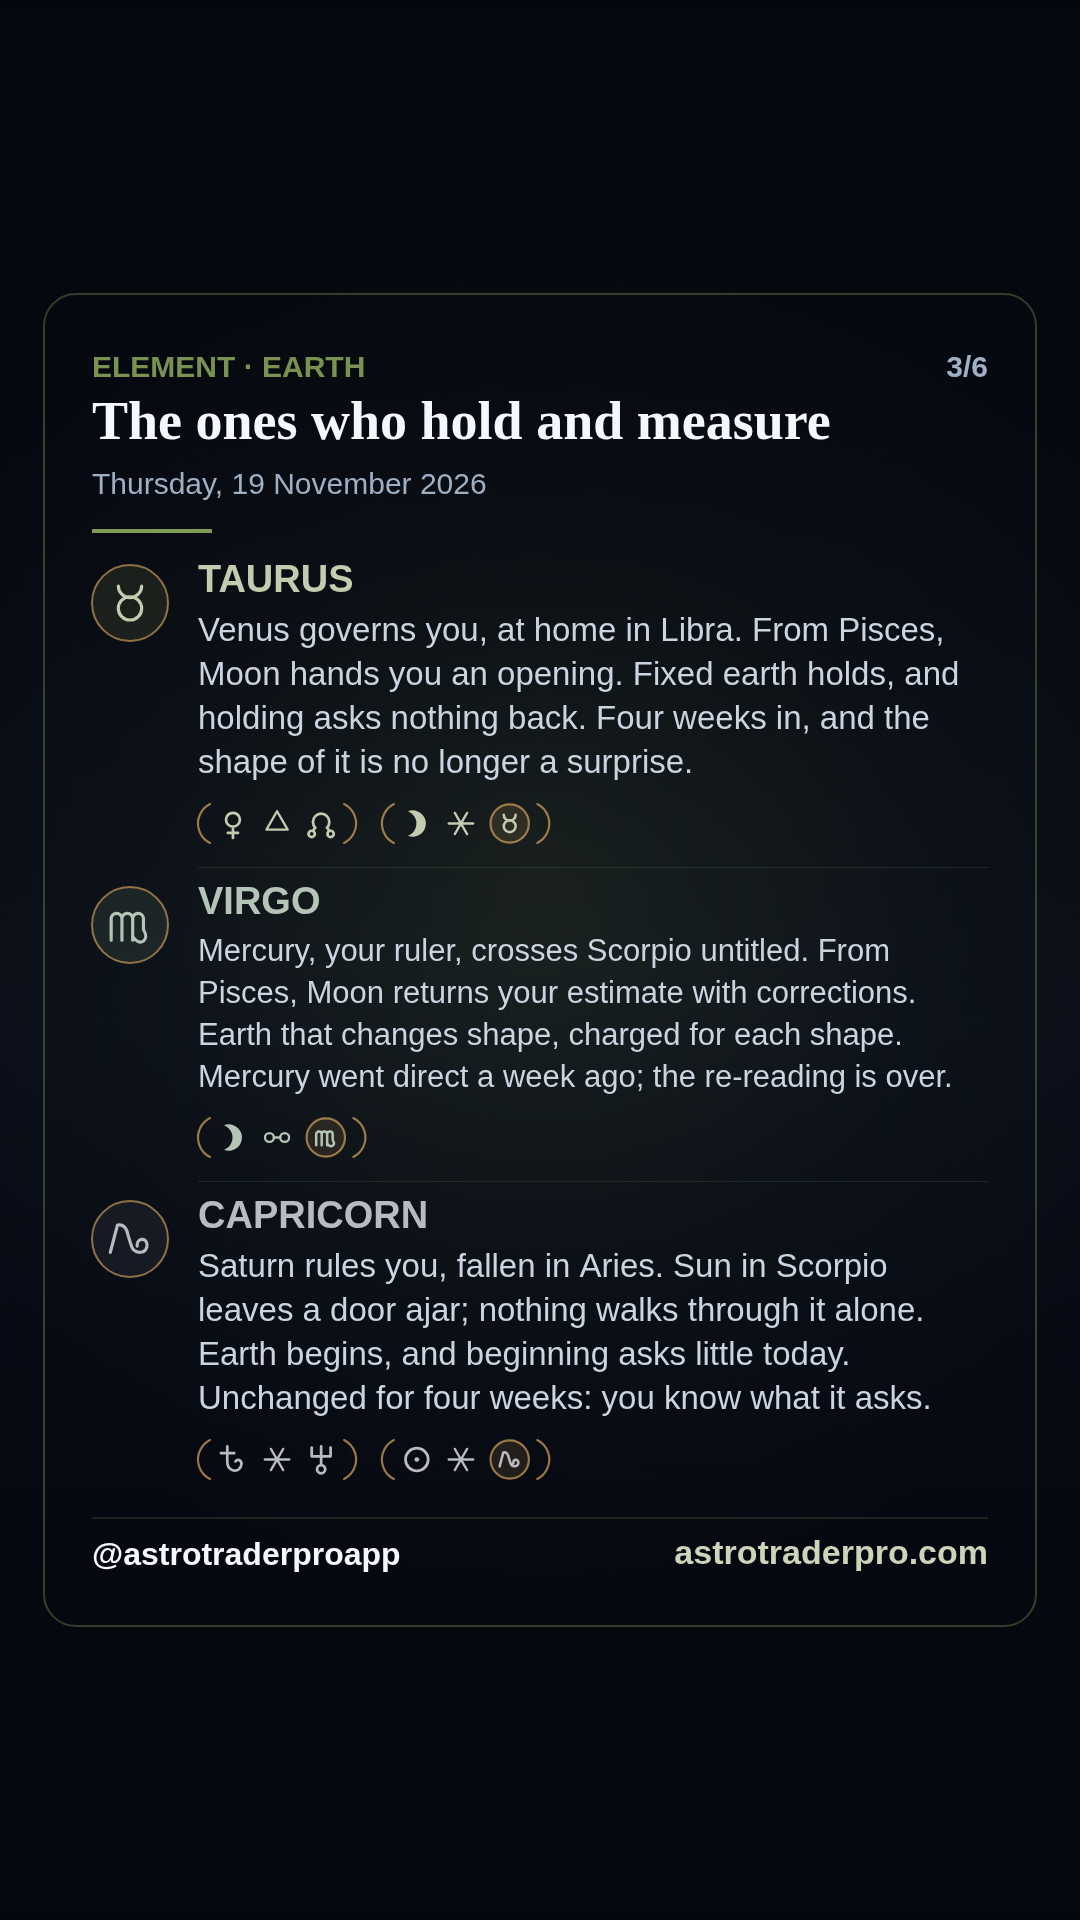 ELEMENT · EARTH
3/6
The ones who hold and measure
Thursday, 19 November 2026
TAURUS
Venus governs you, at home in Libra. From Pisces,
Moon hands you an opening. Fixed earth holds, and
holding asks nothing back. Four weeks in, and the
shape of it is no longer a surprise.
VIRGO
Mercury, your ruler, crosses Scorpio untitled. From
Pisces, Moon returns your estimate with corrections.
Earth that changes shape, charged for each shape.
Mercury went direct a week ago; the re-reading is over.
CAPRICORN
Saturn rules you, fallen in Aries. Sun in Scorpio
leaves a door ajar; nothing walks through it alone.
Earth begins, and beginning asks little today.
Unchanged for four weeks: you know what it asks.
@astrotraderproapp
astrotraderpro.com